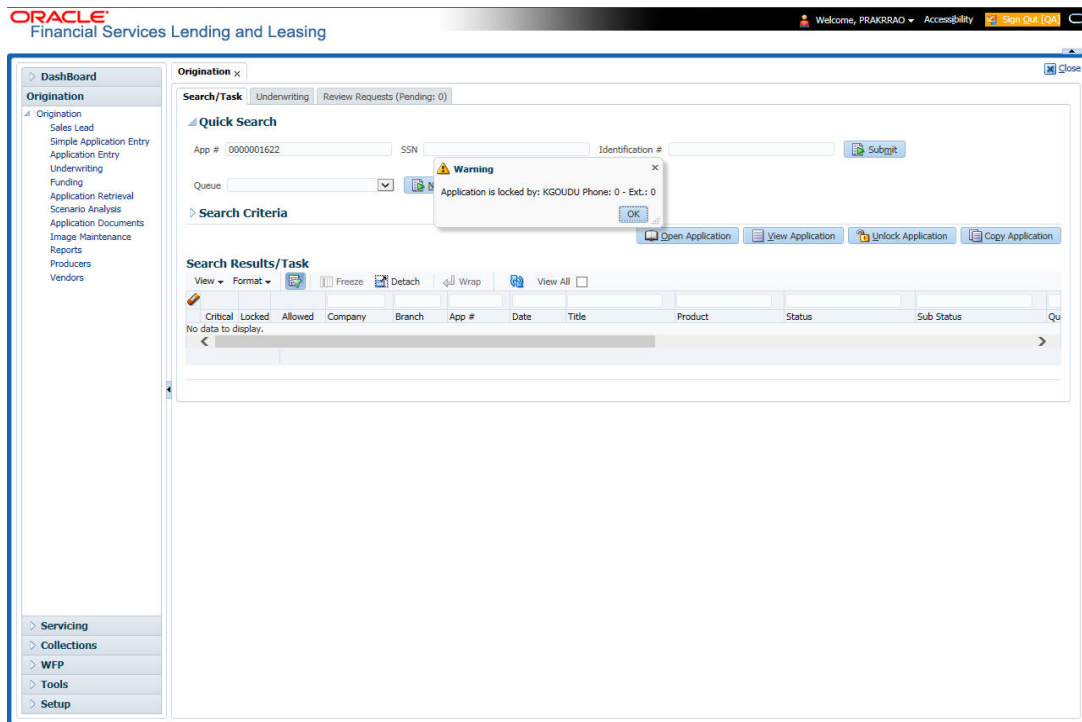 ORACLE
Financial Services Lending and Leasing
Welcome, PRAKRRAO Accessibility Sign Out [QA]
DashBoard
Origination
Origination
Sales Lead
Simple Application Entry
Application Entry
Underwriting
Funding
Application Retrieval
Scenario Analysis
Application Documents
Image Maintenance
Reports
Producers
Vendors
Servicing
Collections
WFP
Tools
Setup
Origination x
Close
Search/Task Underwriting Review Requests (Pending: 0)
Quick Search
App # 0000001622 SSN Identification # Submit
Queue N
Warning
Application is locked by: KGOUDU Phone: 0 - Ext.: 0
OK
Search Criteria
Open Application View Application Unlock Application Copy Application
Search Results/Task
View Format Freeze Detach Wrap View All
Critical Locked Allowed Company Branch App # Date Title Product Status Sub Status Qu
No data to display.